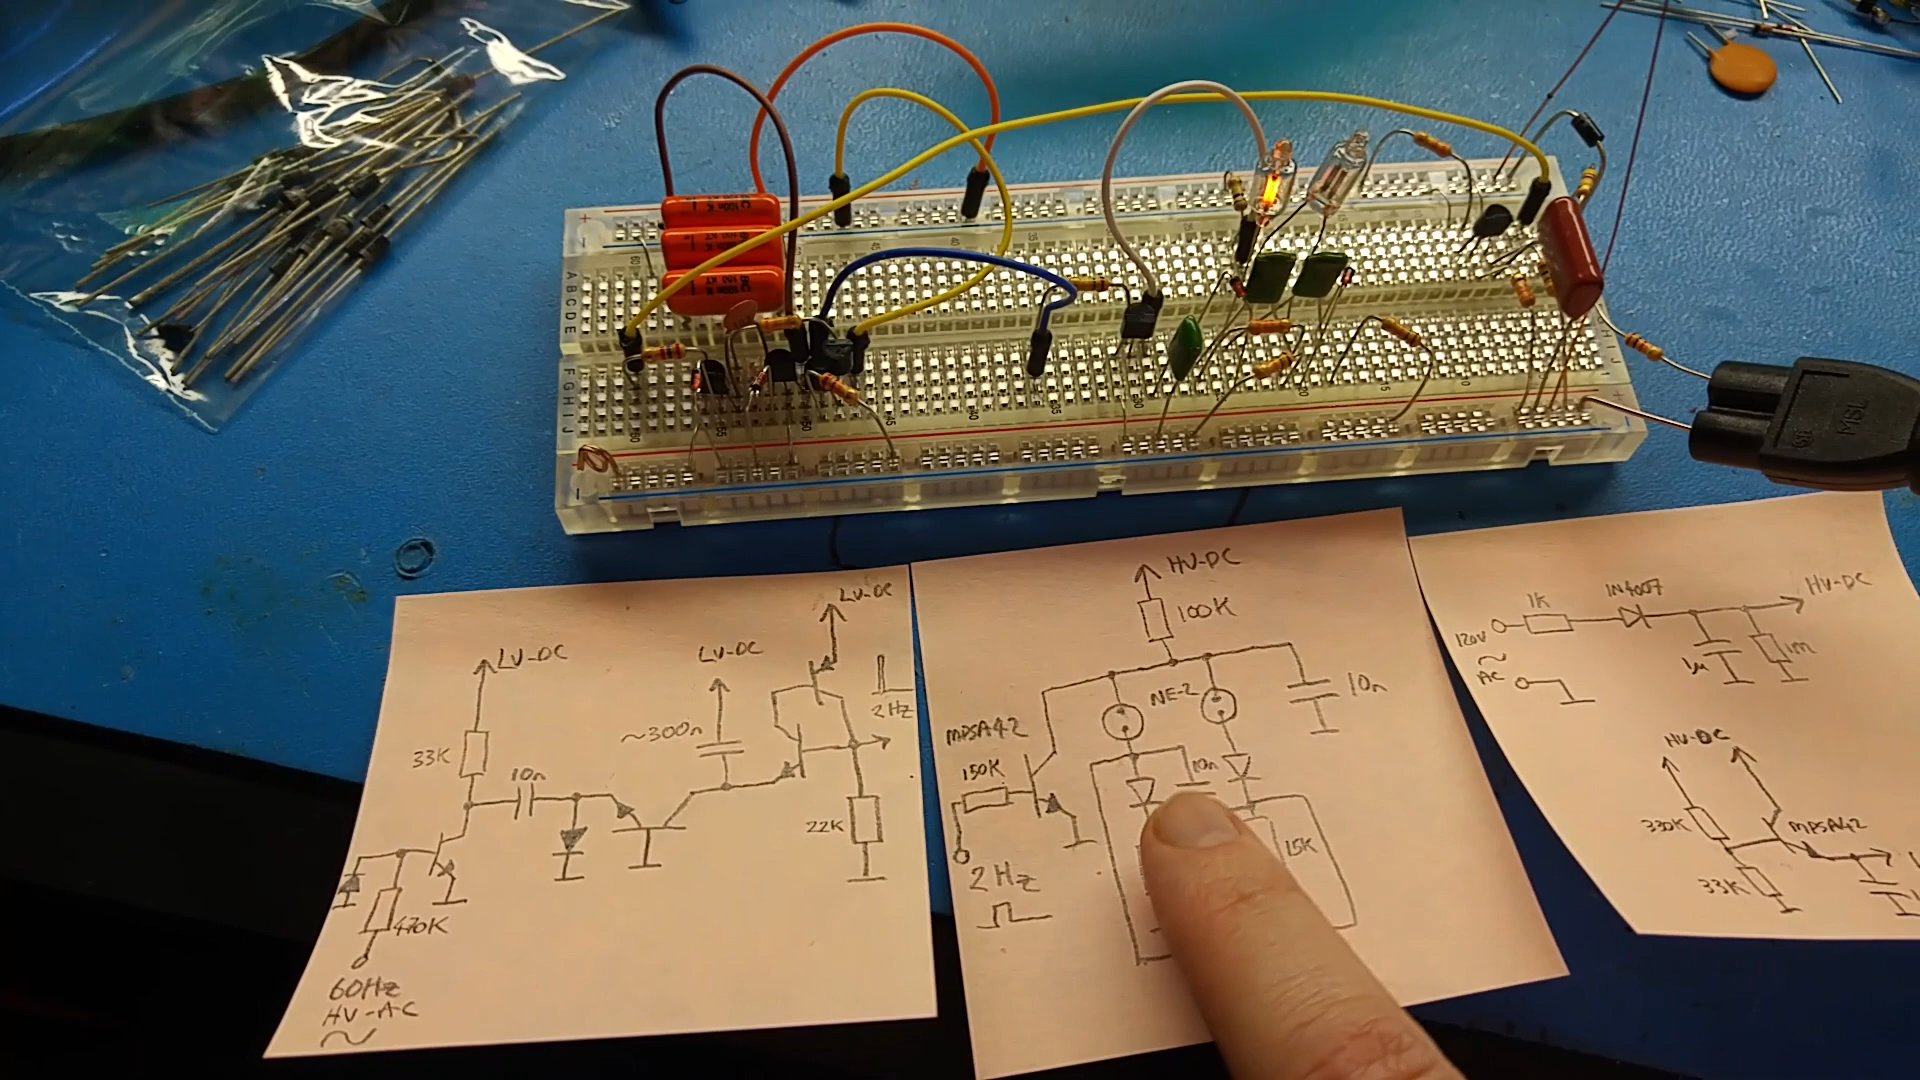 LV-DC
33K
10n
470K
60Hz
HV-AC
LV-DC
~300n
LV-DC
2Hz
22K
HV-DC
100K
NE-2
10n
MPSA42
150K
10n
15K
2Hz
1K
1N4007
HV-DC
120V
AC
1µ
1m
HV-DC
330K
MPSA42
33K
MSL